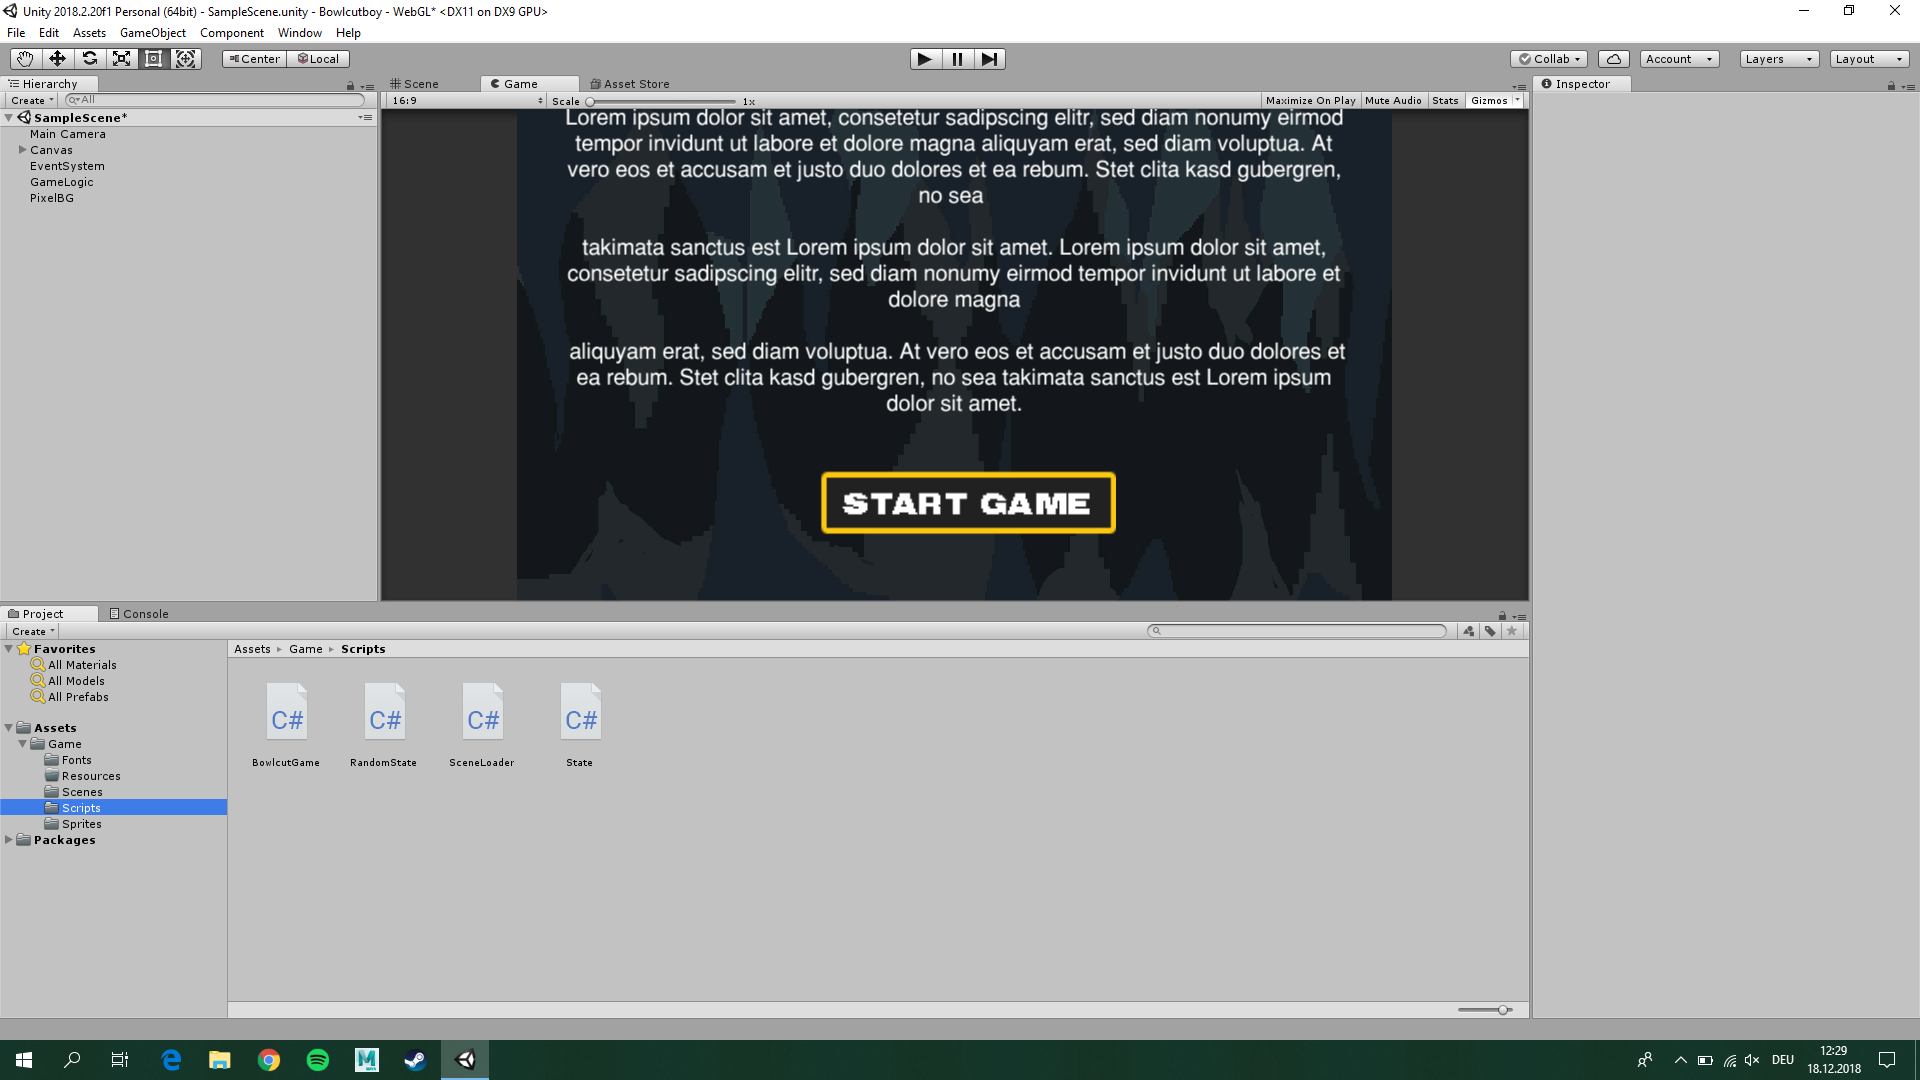 Unity 2018.2.20f1 Personal (64bit) - SampleScene.unity - Bowlcutboy - WebGL* <DX11 on DX9 GPU>
File Edit Assets GameObject Component Window Help
Center Local
Collab Account Layers Layout
Hierarchy
Create All
SampleScene*
Main Camera
Canvas
EventSystem
GameLogic
PixelBG
Scene Game Asset Store
16:9 Scale 1x Maximize On Play Mute Audio Stats Gizmos
Lorem ipsum dolor sit amet, consetetur sadipscing elitr, sed diam nonumy eirmod
tempor invidunt ut labore et dolore magna aliquyam erat, sed diam voluptua. At
vero eos et accusam et justo duo dolores et ea rebum. Stet clita kasd gubergren,
no sea
takimata sanctus est Lorem ipsum dolor sit amet. Lorem ipsum dolor sit amet,
consetetur sadipscing elitr, sed diam nonumy eirmod tempor invidunt ut labore et
dolore magna
aliquyam erat, sed diam voluptua. At vero eos et accusam et justo duo dolores et
ea rebum. Stet clita kasd gubergren, no sea takimata sanctus est Lorem ipsum
dolor sit amet.
START GAME
Inspector
Project Console
Create
Favorites
All Materials
All Models
All Prefabs
Assets
Game
Fonts
Resources
Scenes
Scripts
Sprites
Packages
Assets Game Scripts
C# C# C# C#
BowlcutGame RandomState SceneLoader State
M
DEU
12:29
18.12.2018